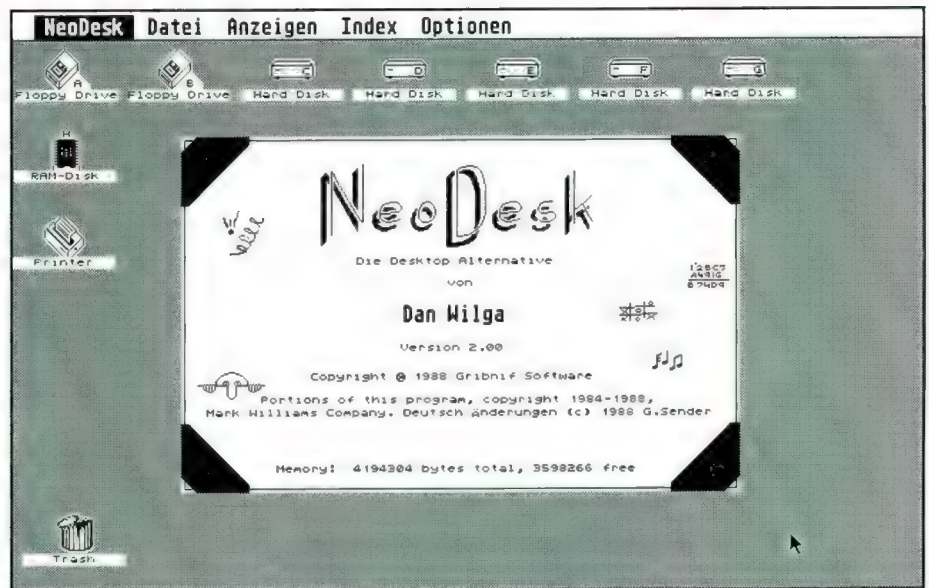 NeoDesk Datei Anzeigen Index Optionen
A B C D E F G
Floppy Drive Floppy Drive Hard Disk Hard Disk Hard Disk Hard Disk Hard Disk
H
RAM-Disk
Printer
NeoDesk
Die Desktop Alternative
von
Dan Wilga
Version 2.00
Copyright @ 1988 Gribnif Software
Portions of this program, copyright 1984-1988,
Mark Williams Company. Deutsch änderungen (c) 1988 G.Sender
Memory: 4194304 bytes total, 3598266 free
Trash